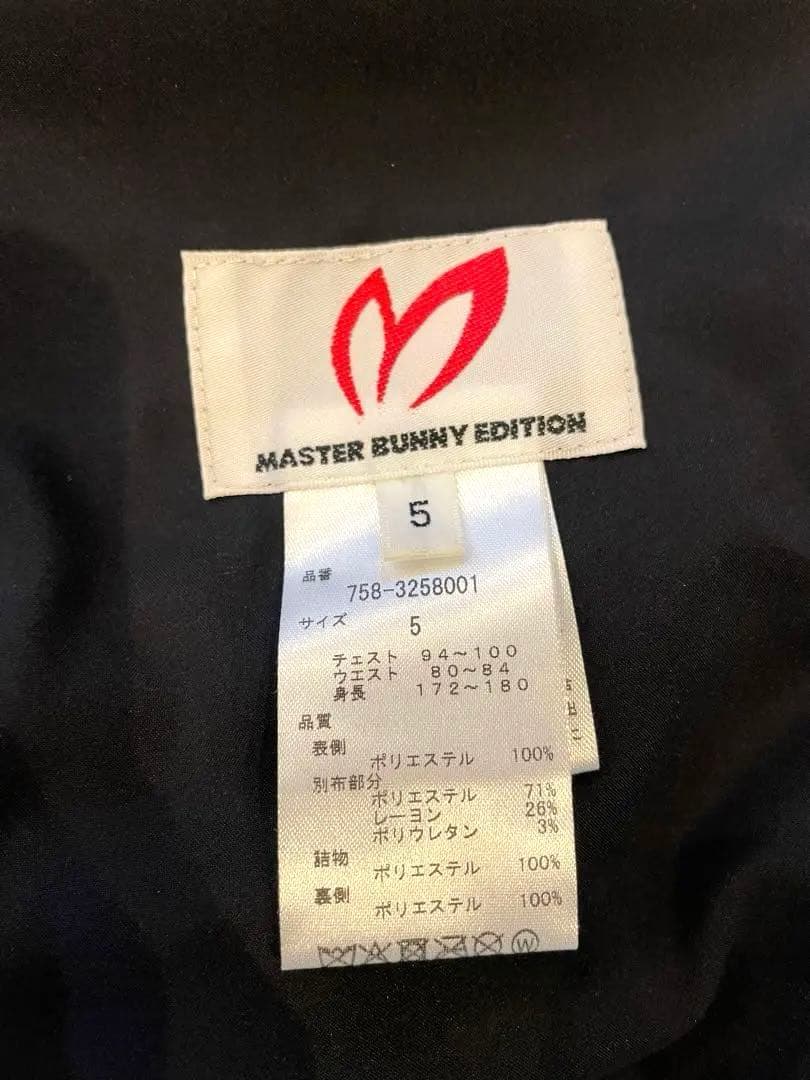 MASTER BUNNY EDITION
5
品番
758-3258001
サイズ 5
チェスト 94~100
ウエスト 80~84
身長 172~180
品質
表側 ポリエステル 100%
別布部分
ポリエステル 71%
レーヨン 26%
ポリウレタン 3%
詰物 ポリエステル 100%
裏側 ポリエステル 100%
W